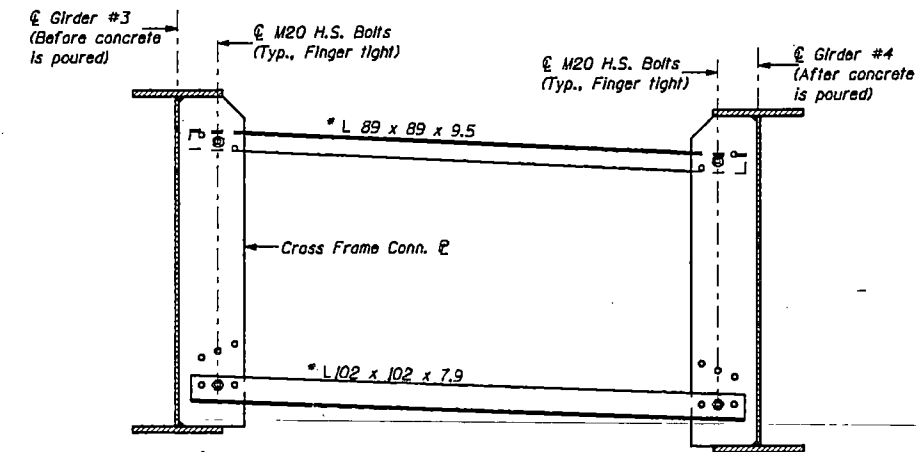 ℄ Girder #3
(Before concrete
is poured)
℄ M20 H.S. Bolts
(Typ., Finger tight)
℄ M20 H.S. Bolts
(Typ., Finger tight)
℄ Girder #4
(After concrete
is poured)
* L 89 x 89 x 9.5
Cross Frame Conn. ⅊
* L 102 x 102 x 7.9